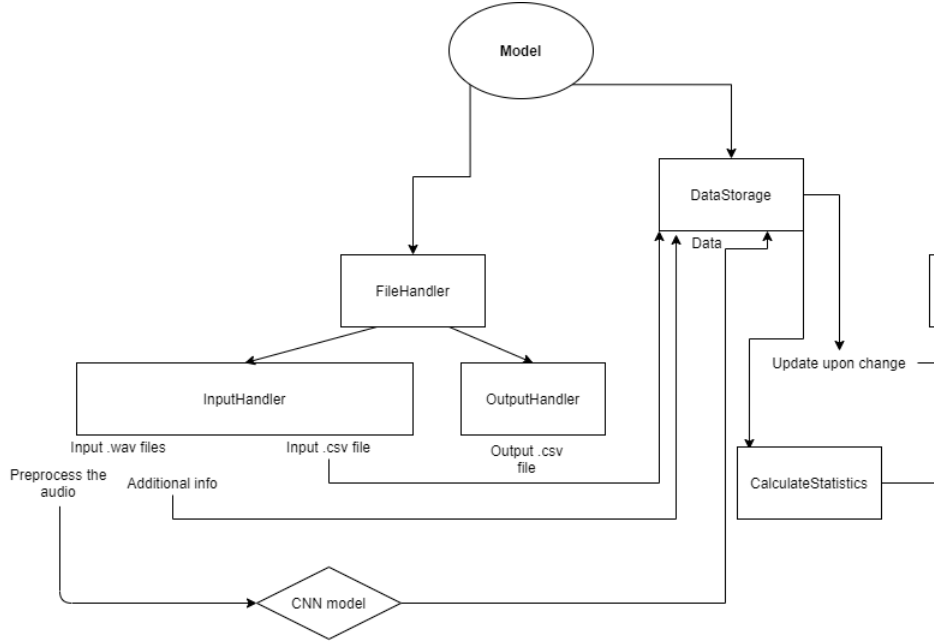 Model
DataStorage
Data
FileHandler
InputHandler
OutputHandler
Update upon change
Input .wav files
Input .csv file
Output .csv
file
Preprocess the
audio
Additional info
CalculateStatistics
CNN model